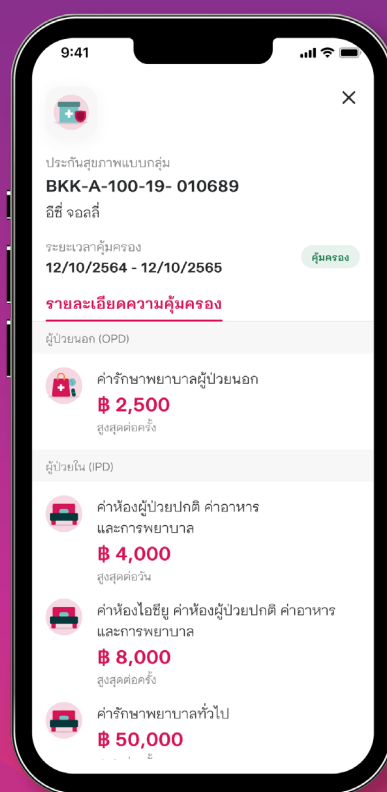 9:41
ประกันสุขภาพแบบกลุ่ม
BKK-A-100-19- 010689
อีซี่ จอลลี่
ระยะเวลาคุ้มครอง
12/10/2564 - 12/10/2565
คุ้มครอง
รายละเอียดความคุ้มครอง
ผู้ป่วยนอก (OPD)
ค่ารักษาพยาบาลผู้ป่วยนอก
฿ 2,500
สูงสุดต่อครั้ง
ผู้ป่วยใน (IPD)
ค่าห้องผู้ป่วยปกติ ค่าอาหาร
และการพยาบาล
฿ 4,000
สูงสุดต่อวัน
ค่าห้องไอซียู ค่าห้องผู้ป่วยปกติ ค่าอาหาร
และการพยาบาล
฿ 8,000
สูงสุดต่อครั้ง
ค่ารักษาพยาบาลทั่วไป
฿ 50,000